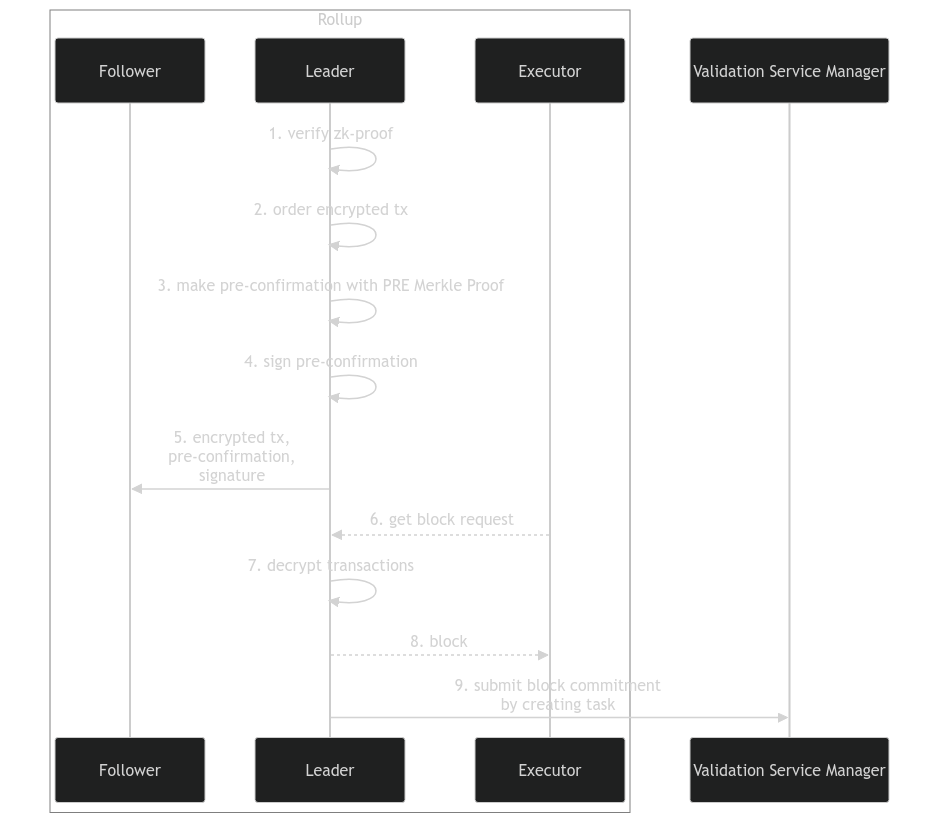 Rollup
Follower
Leader
Executor
Validation Service Manager
1. verify zk-proof
2. order encrypted tx
3. make pre-confirmation with PRE Merkle Proof
4. sign pre-confirmation
5. encrypted tx,
pre-confirmation,
signature
6. get block request
7. decrypt transactions
8. block
9. submit block commitment
by creating task
Follower
Leader
Executor
Validation Service Manager